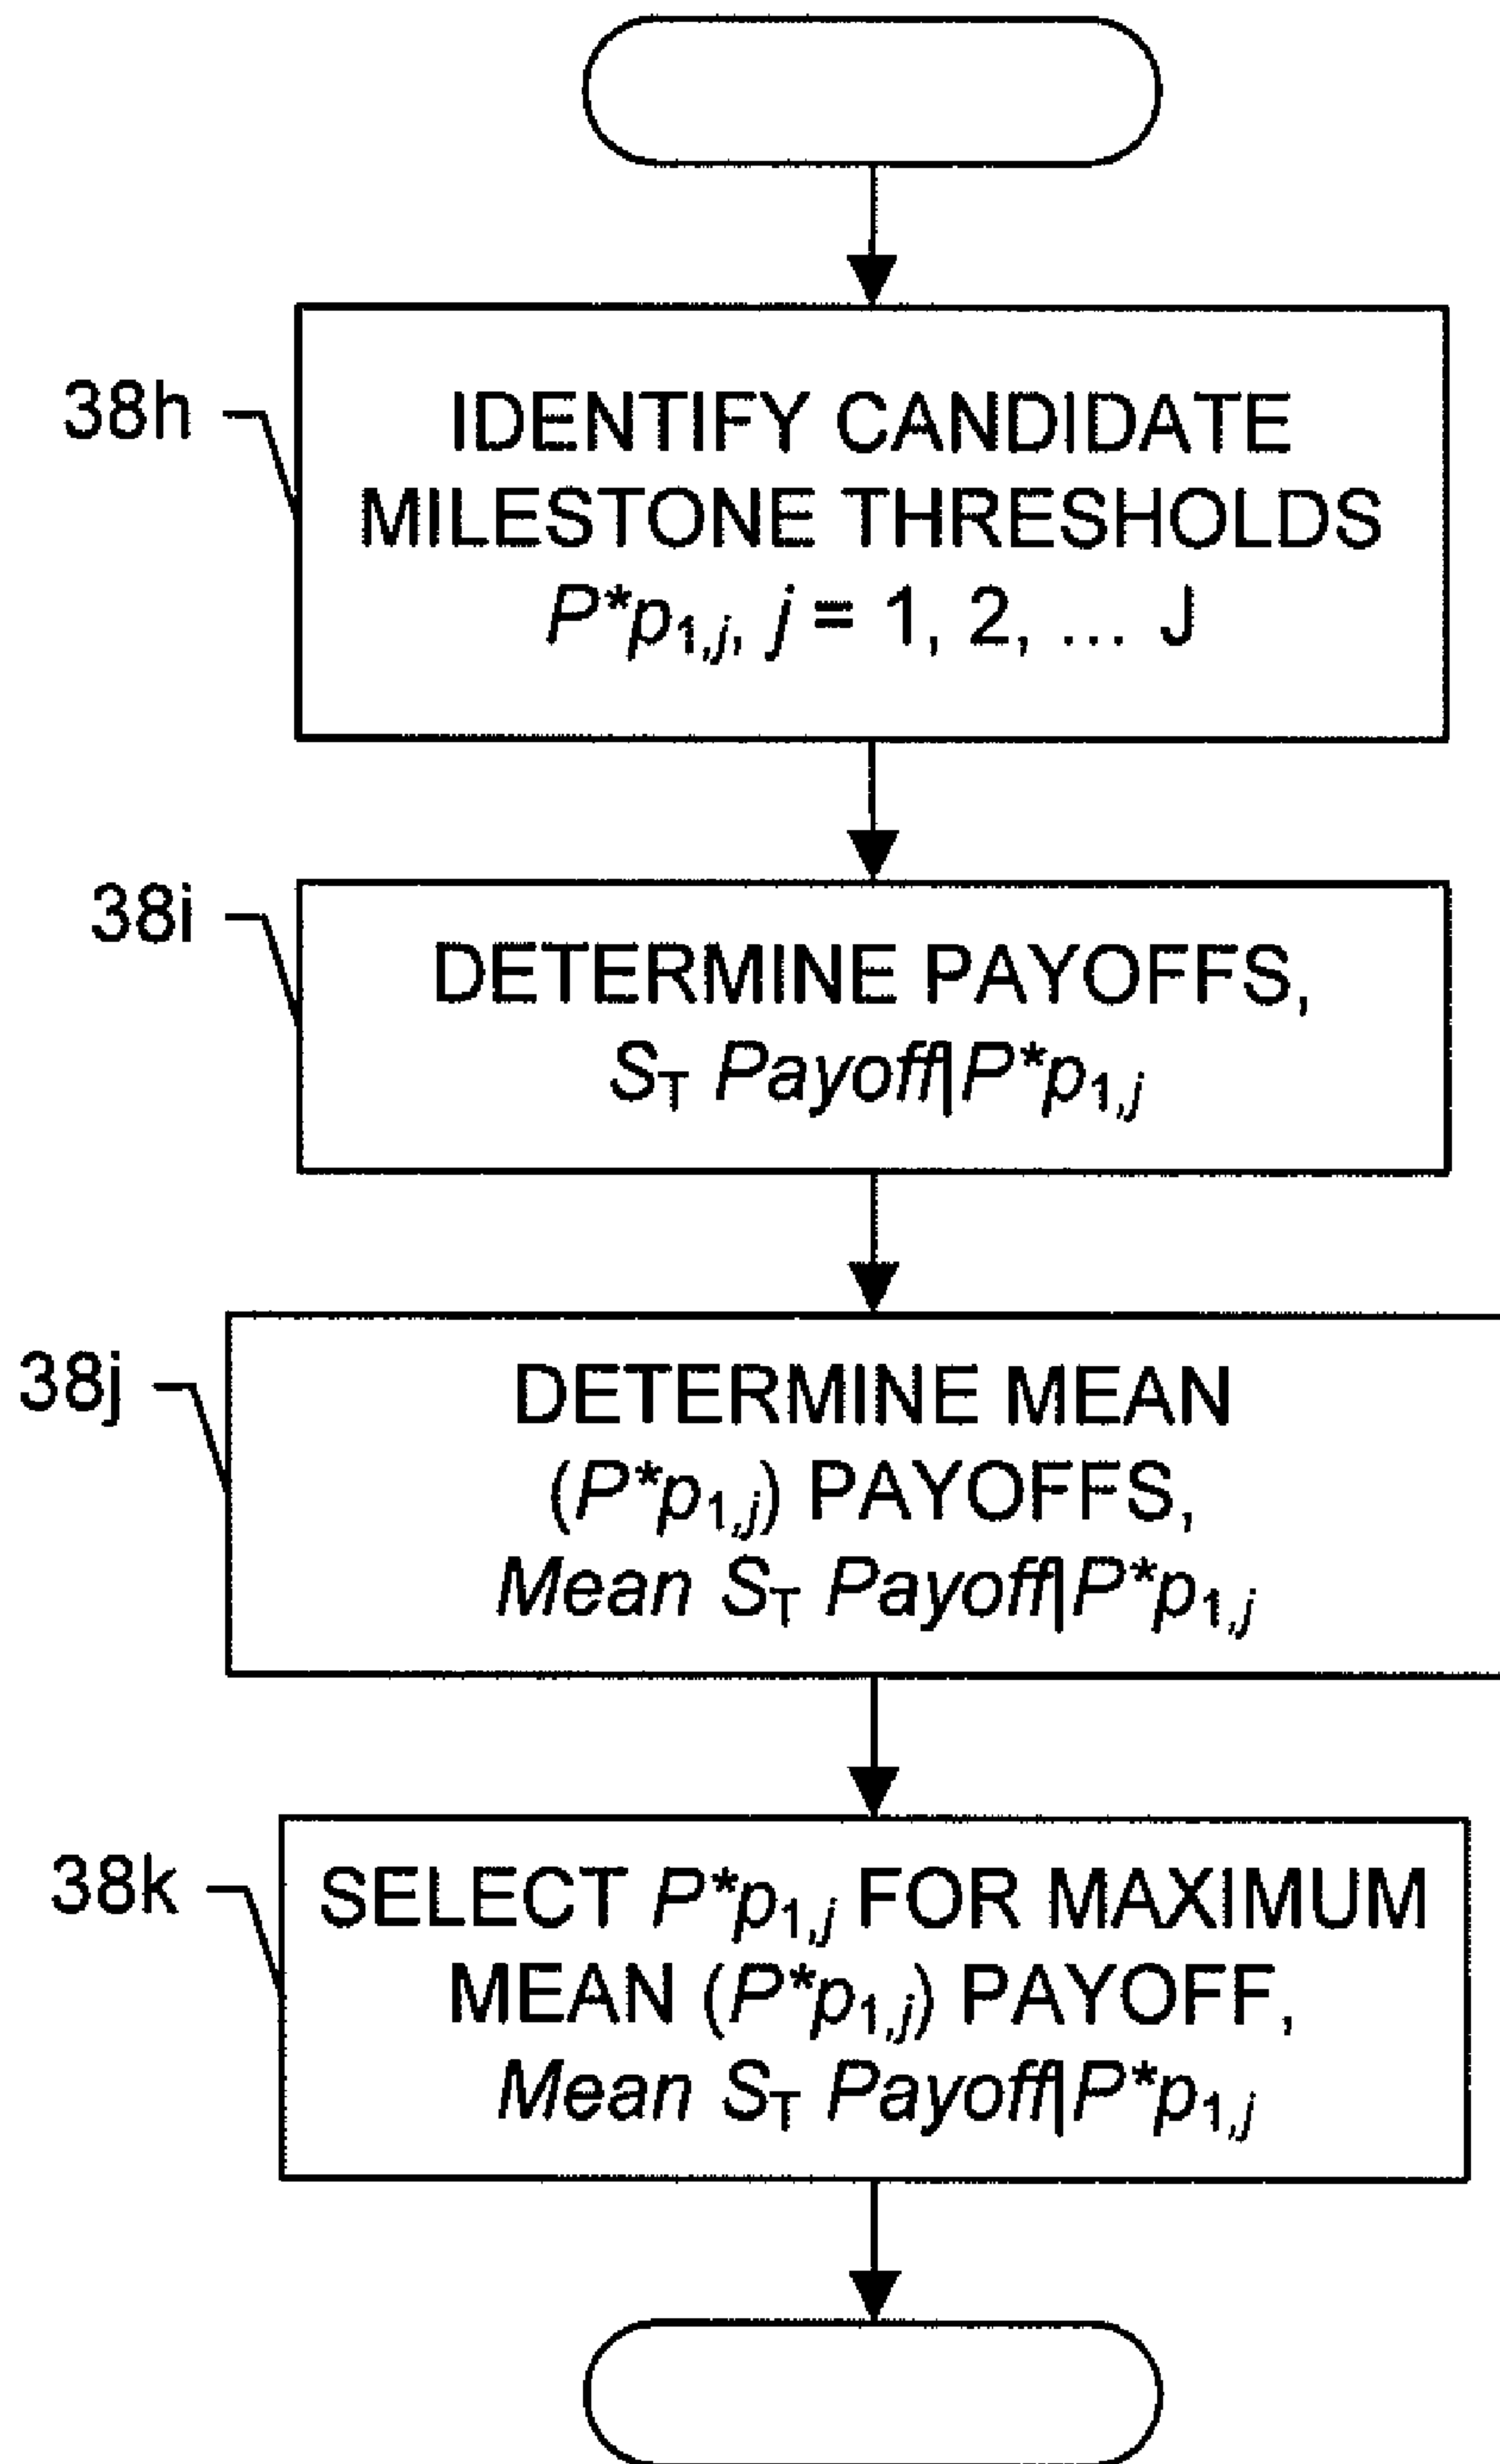 38h
IDENTIFY CANDIDATE
MILESTONE THRESHOLDS
P*p1,j, j = 1, 2, ... J
38i
DETERMINE PAYOFFS,
ST Payoff|P*p1,j
38j
DETERMINE MEAN
(P*p1,j) PAYOFFS,
Mean ST Payoff|P*p1,j
38k
SELECT P*p1,j FOR MAXIMUM
MEAN (P*p1,j) PAYOFF,
Mean ST Payoff|P*p1,j